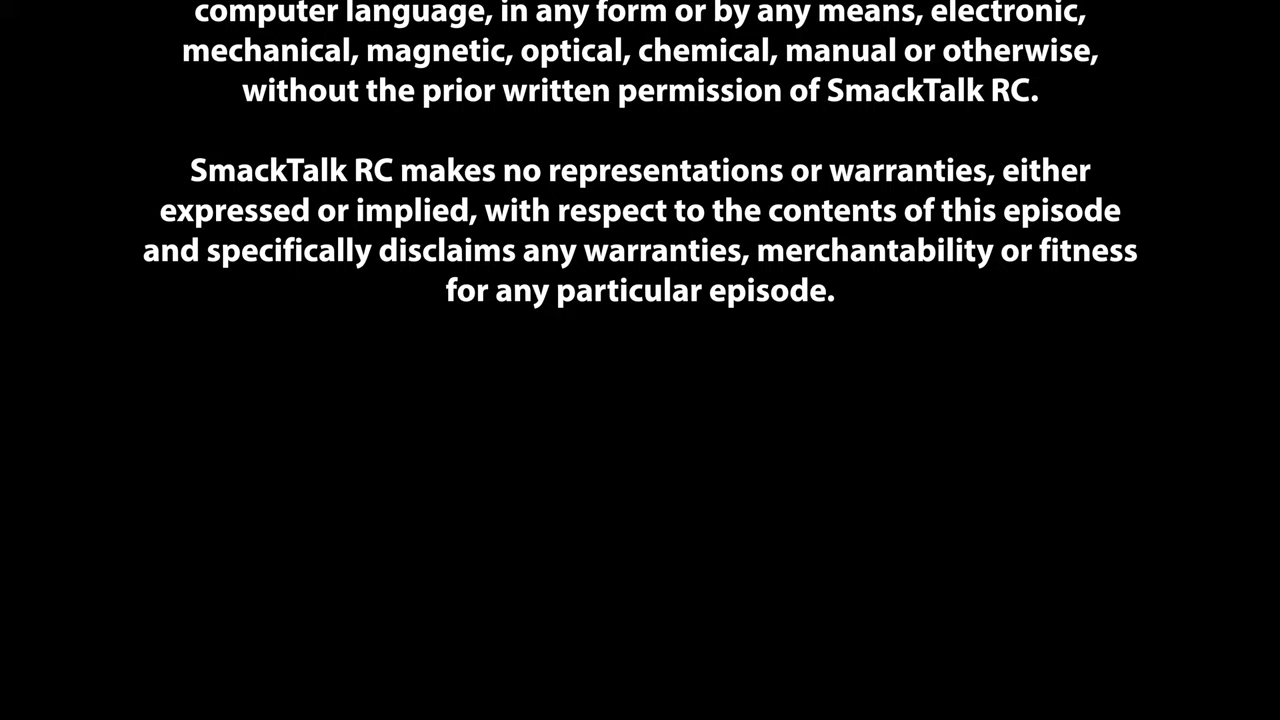 computer language, in any form or by any means, electronic,
mechanical, magnetic, optical, chemical, manual or otherwise,
without the prior written permission of SmackTalk RC.
SmackTalk RC makes no representations or warranties, either
expressed or implied, with respect to the contents of this episode
and specifically disclaims any warranties, merchantability or fitness
for any particular episode.